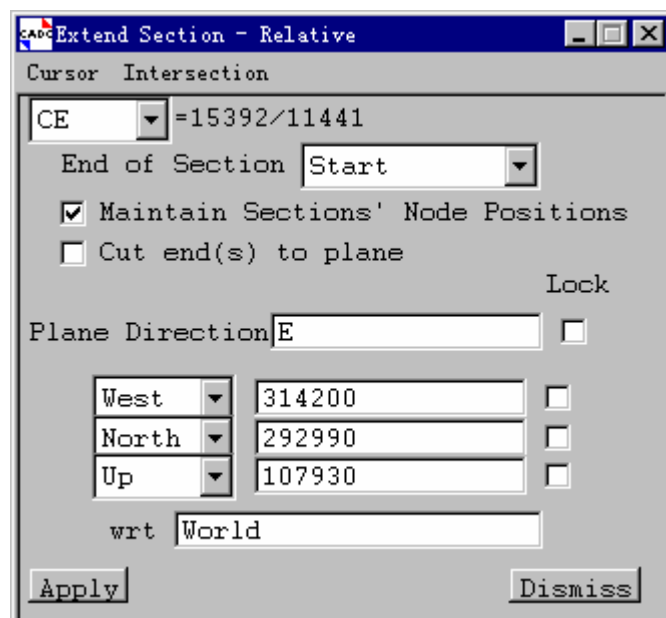 CADC Extend Section - Relative
Cursor Intersection
CE =15392/11441
End of Section Start
Maintain Sections' Node Positions
Cut end(s) to plane
Lock
Plane Direction E
West 314200
North 292990
Up 107930
wrt World
Apply Dismiss